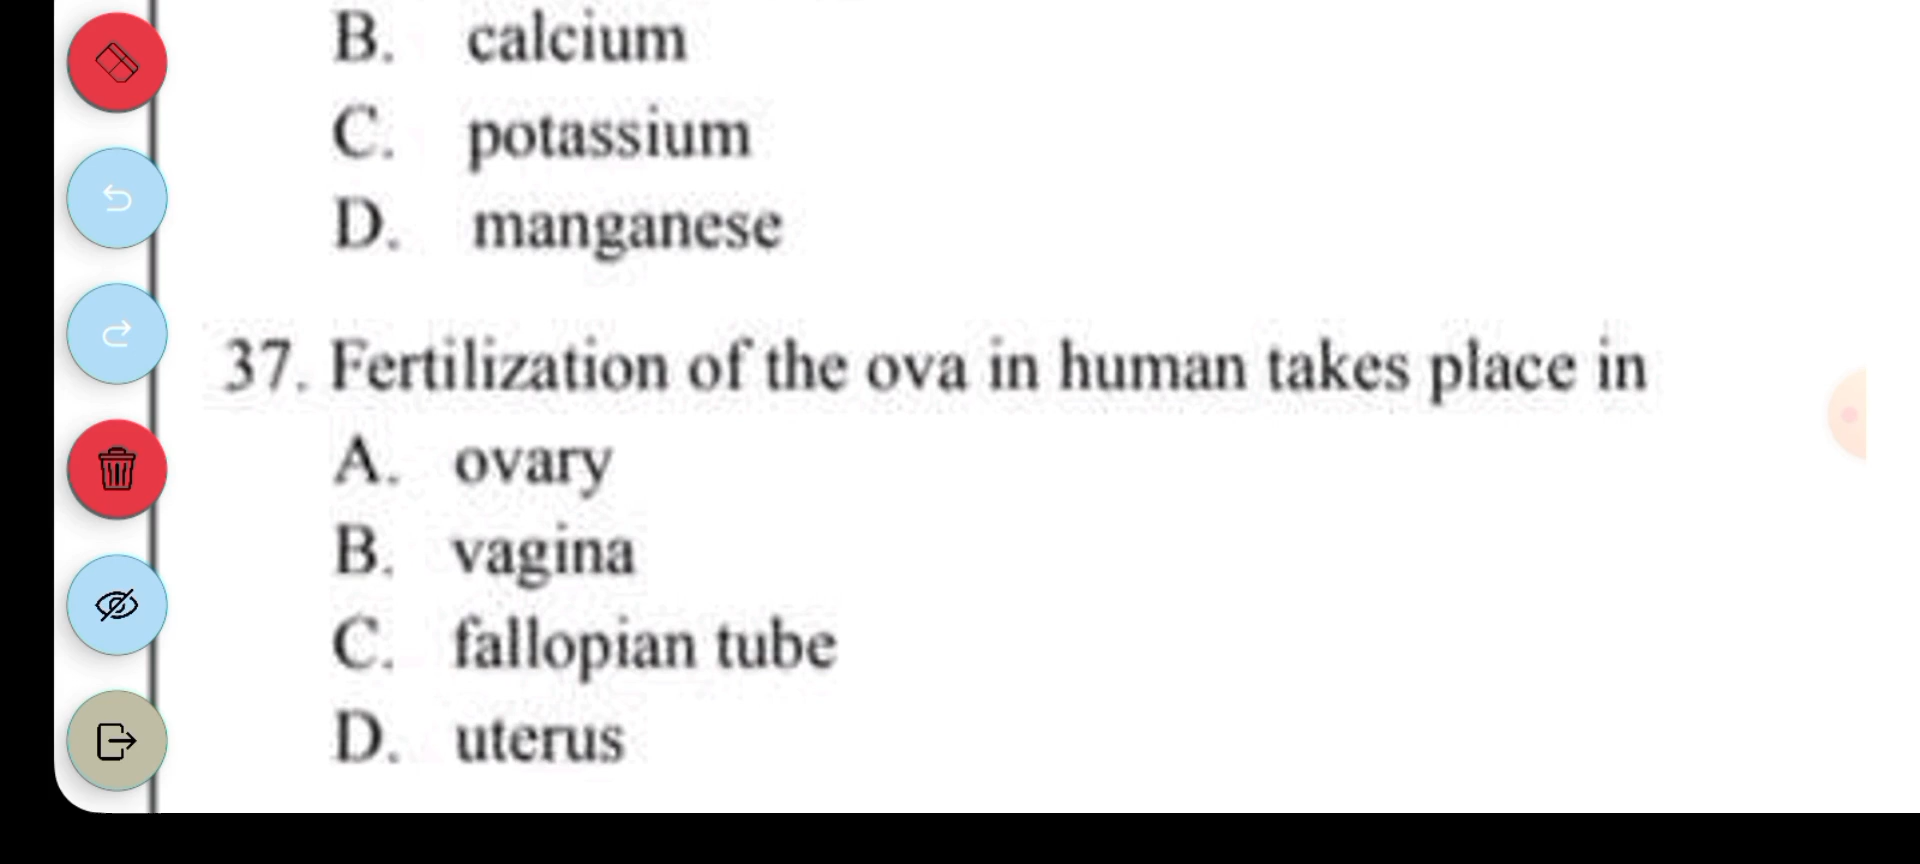 B. calcium
C. potassium
D. manganese
37. Fertilization of the ova in human takes place in
A. ovary
B. vagina
C. fallopian tube
D. uterus